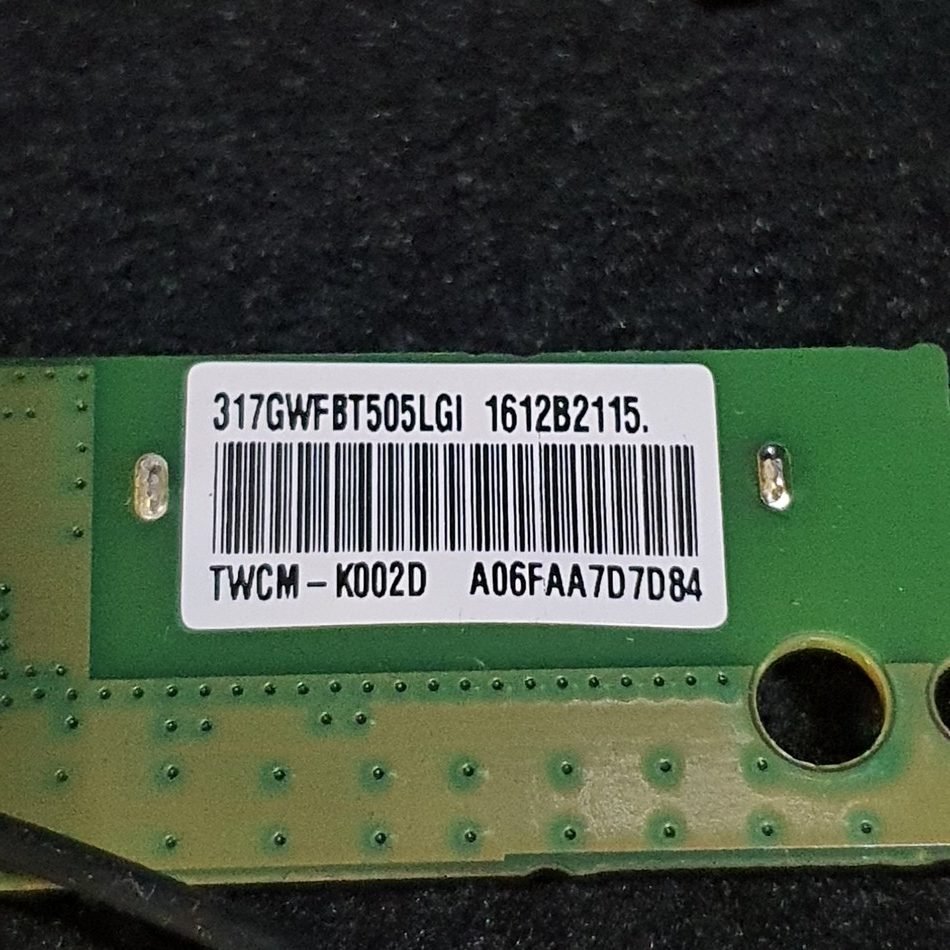 317GWFBT505LGI 1612B2115.
TWCM-K002D A06FAA7D7D84